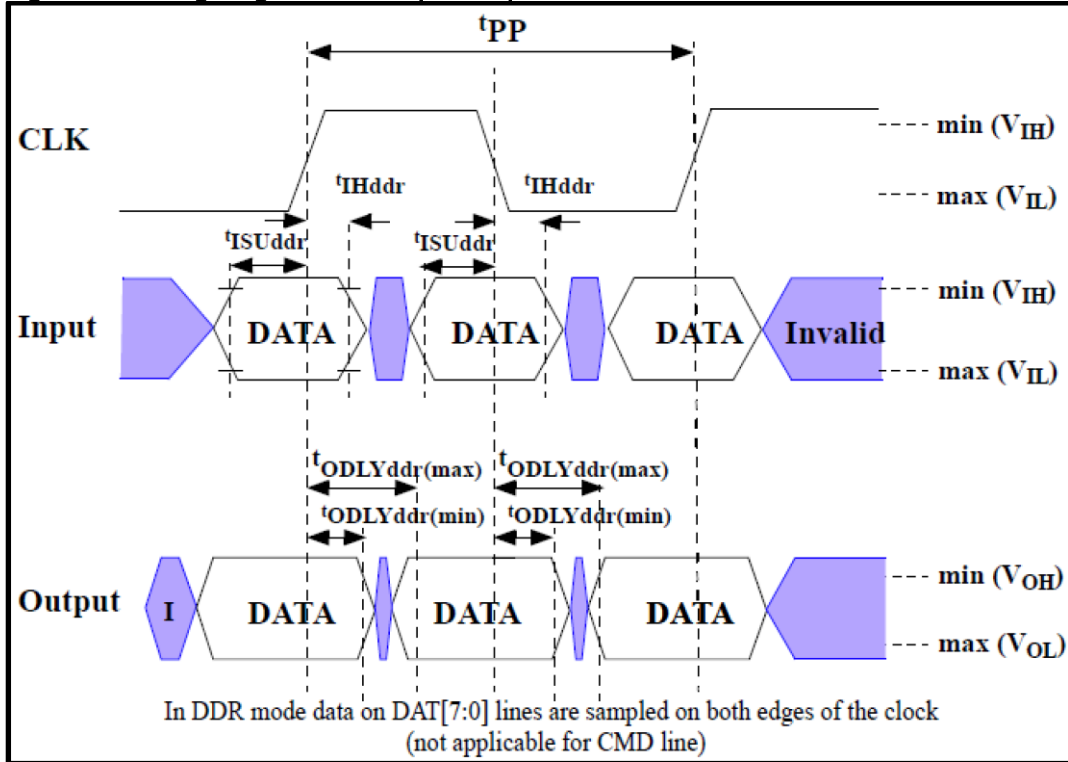 tPP
CLK
min (VIH)
max (VIL)
tIHddr
tIHddr
tISUddr
tISUddr
Input
DATA
DATA
DATA
Invalid
min (VIH)
max (VIL)
tODLYddr(max)
tODLYddr(max)
tODLYddr(min)
tODLYddr(min)
Output
I
DATA
DATA
DATA
min (VOH)
max (VOL)
In DDR mode data on DAT[7:0] lines are sampled on both edges of the clock
(not applicable for CMD line)